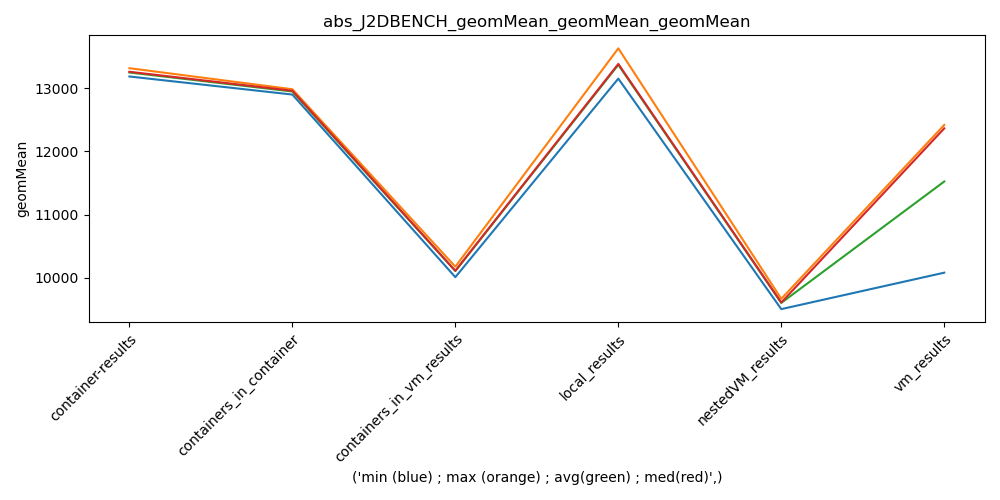 abs_J2DBENCH_geomMean_geomMean_geomMean
geomMean
13000
12000
11000
10000
container-results
containers_in_container
containers_in_vm_results
local_results
nestedVM_results
vm_results
('min (blue) ; max (orange) ; avg(green) ; med(red)',)